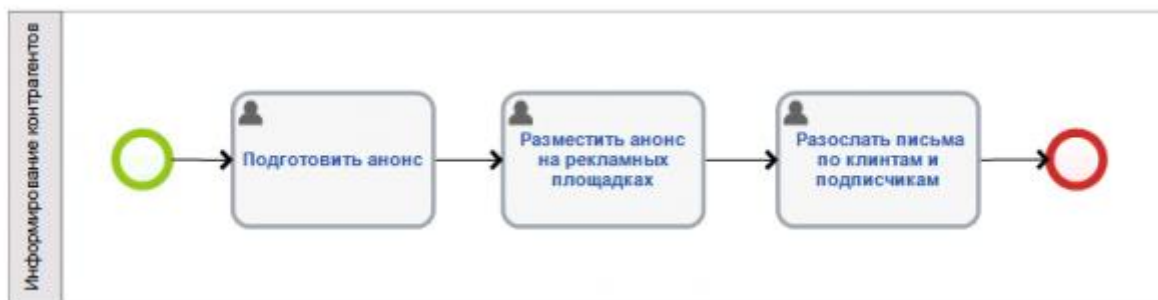 Информирование контрагентов
Подготовить анонс
Разместить анонс
на рекламных
площадках
Разослать письма
по клинтам и
подписчикам